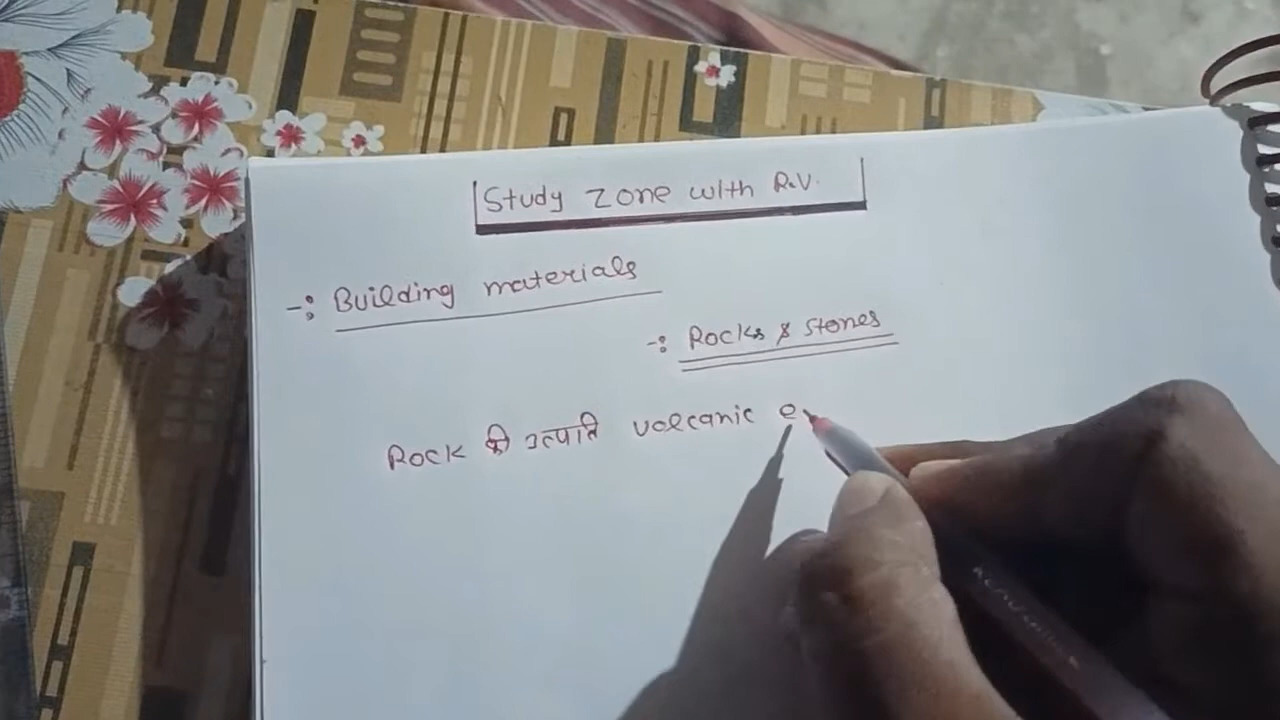 Study Zone with R.V.
-: Building materials
-: Rocks & Stones
Rock की उत्पत्ति volcanic e